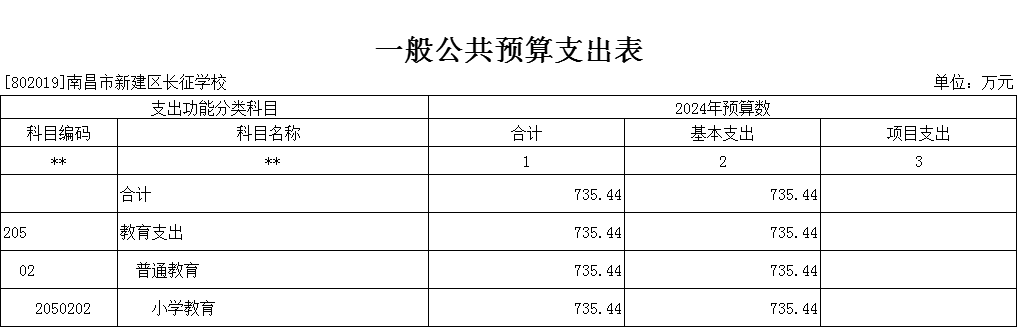 一般公共预算支出表
[802019]南昌市新建区长征学校 单位：万元
支出功能分类科目 2024年预算数
科目编码 科目名称 合计 基本支出 项目支出
** ** 1 2 3
合计 735.44 735.44
205 教育支出 735.44 735.44
02 普通教育 735.44 735.44
2050202 小学教育 735.44 735.44